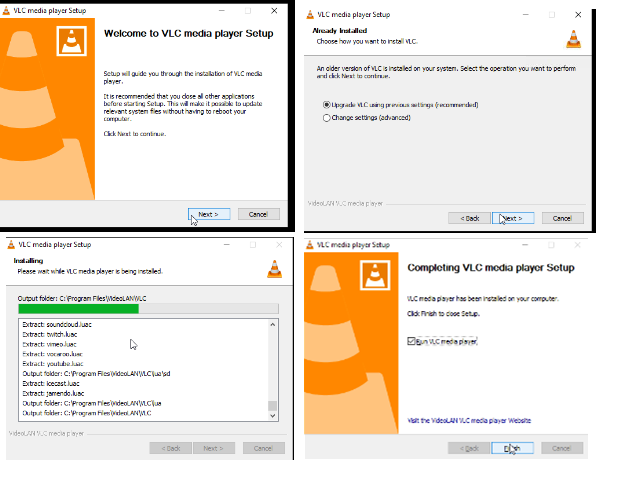 VLC media player Setup
Welcome to VLC media player Setup
Setup will guide you through the installation of VLC media
player.
It is recommended that you close all other applications
before starting Setup. This will make it possible to update
relevant system files without having to reboot your
computer.
Click Next to continue.
Next >
Cancel
VLC media player Setup
Already Installed
Choose how you want to install VLC.
An older version of VLC is installed on your system. Select the operation you want to perform
and click Next to continue.
Upgrade VLC using previous settings (recommended)
Change settings (advanced)
VideoLAN VLC media player
< Back
Next >
Cancel
VLC media player Setup
Installing
Please wait while VLC media player is being installed.
Output folder: C:\Program Files\VideoLAN\VLC
Extract: soundcloud.luac
Extract: twitch.luac
Extract: vimeo.luac
Extract: vocaroo.luac
Extract: youtube.luac
Output folder: C:\Program Files\VideoLAN\VLC\lua\sd
Extract: icecast.luac
Extract: jamendo.luac
Output folder: C:\Program Files\VideoLAN\VLC\lua
Output folder: C:\Program Files\VideoLAN\VLC
VideoLAN VLC media player
< Back
Next >
Cancel
VLC media player Setup
Completing VLC media player Setup
VLC media player has been installed on your computer.
Click Finish to close Setup.
Run VLC media player
Visit the VideoLAN VLC media player Website
< Back
Finish
Cancel